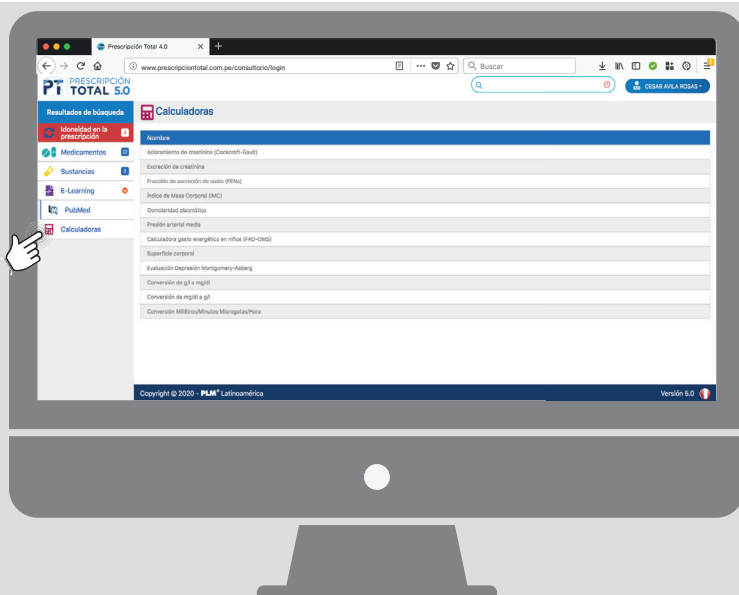 Prescripción Total 4.0
www.prescripciontotal.com.pe/consultorio/login
Buscar
PT PRESCRIPCIÓN
TOTAL 5.0
CESAR AVILA ROSAS
Resultados de búsqueda
Calculadoras
Idoneidad en la
prescripción
Medicamentos
Sustancias
E-Learning
PubMed
Calculadoras
Nombre
Aclaramiento de creatinina (Cockcroft-Gault)
Excreción de creatinina
Fracción de excreción de sodio (FENa)
Índice de Masa Corporal (IMC)
Osmolaridad plasmática
Presión arterial media
Calculadora gasto energético en niños (FAO-OMS)
Superficie corporal
Evaluación Depresión Montgomery-Asberg
Conversión de g/l a mg/dl
Conversión de mg/dl a g/l
Conversión Mililitros/Minutos Microgotas/Hora
Copyright @ 2020 - PLM® Latinoamérica
Versión 5.0